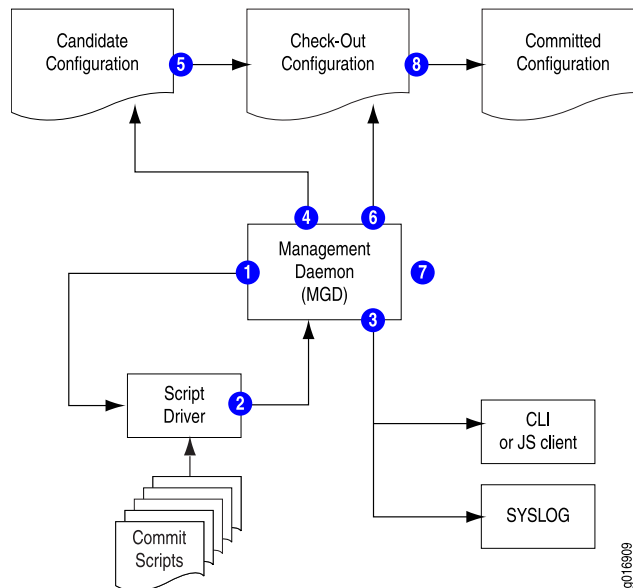 Candidate
Configuration
5
Check-Out
Configuration
8
Committed
Configuration
4
6
Management
Daemon
(MGD)
1
7
3
Script
Driver
2
CLI
or JS client
SYSLOG
Commit
Scripts
g016909